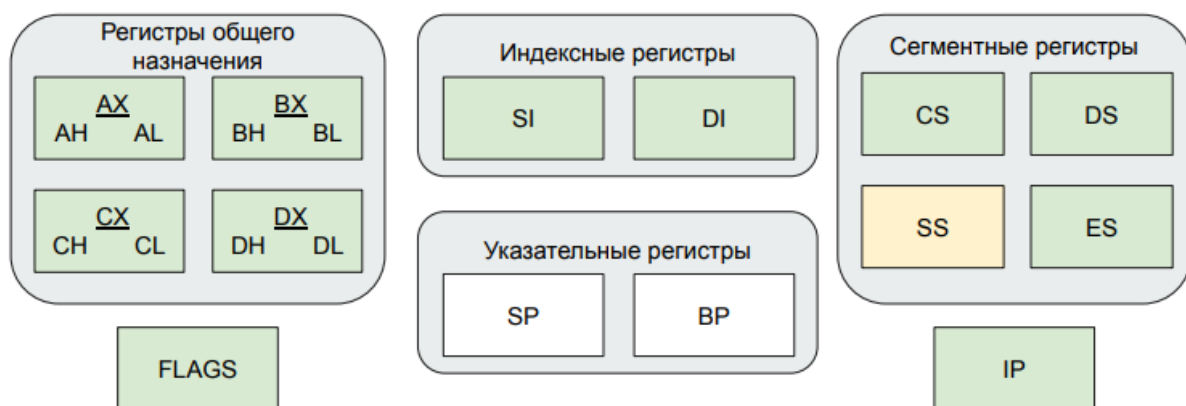 Регистры общего
назначения
AX
AH AL
BX
BH BL
CX
CH CL
DX
DH DL
FLAGS
Индексные регистры
SI
DI
Указательные регистры
SP
BP
Сегментные регистры
CS
DS
SS
ES
IP